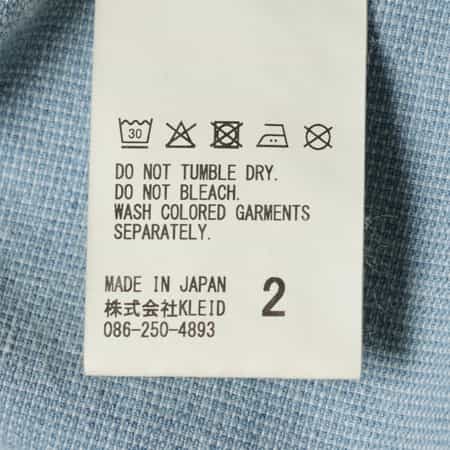 30
DO NOT TUMBLE DRY.
DO NOT BLEACH.
WASH COLORED GARMENTS
SEPARATELY.
MADE IN JAPAN 2
株式会社KLEID
086-250-4893